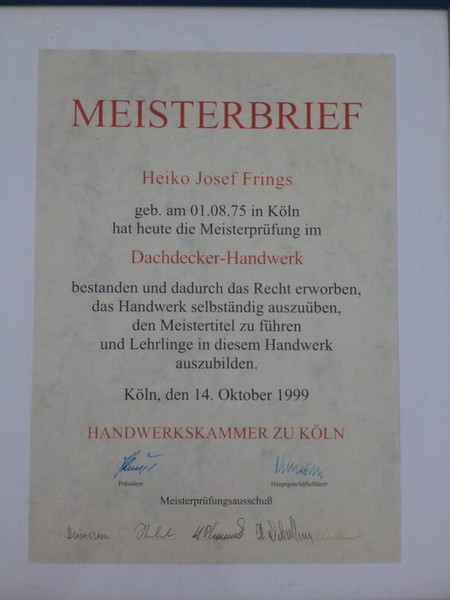 MEISTERBRIEF
Heiko Josef Frings
geb. am 01.08.75 in Köln
hat heute die Meisterprüfung im
Dachdecker-Handwerk
bestanden und dadurch das Recht erworben,
das Handwerk selbständig auszuüben,
den Meistertitel zu führen
und Lehrlinge in diesem Handwerk
auszubilden.
Köln, den 14. Oktober 1999
HANDWERKSKAMMER ZU KÖLN
Präsident Hauptgeschäftsführer
Meisterprüfungsausschuß